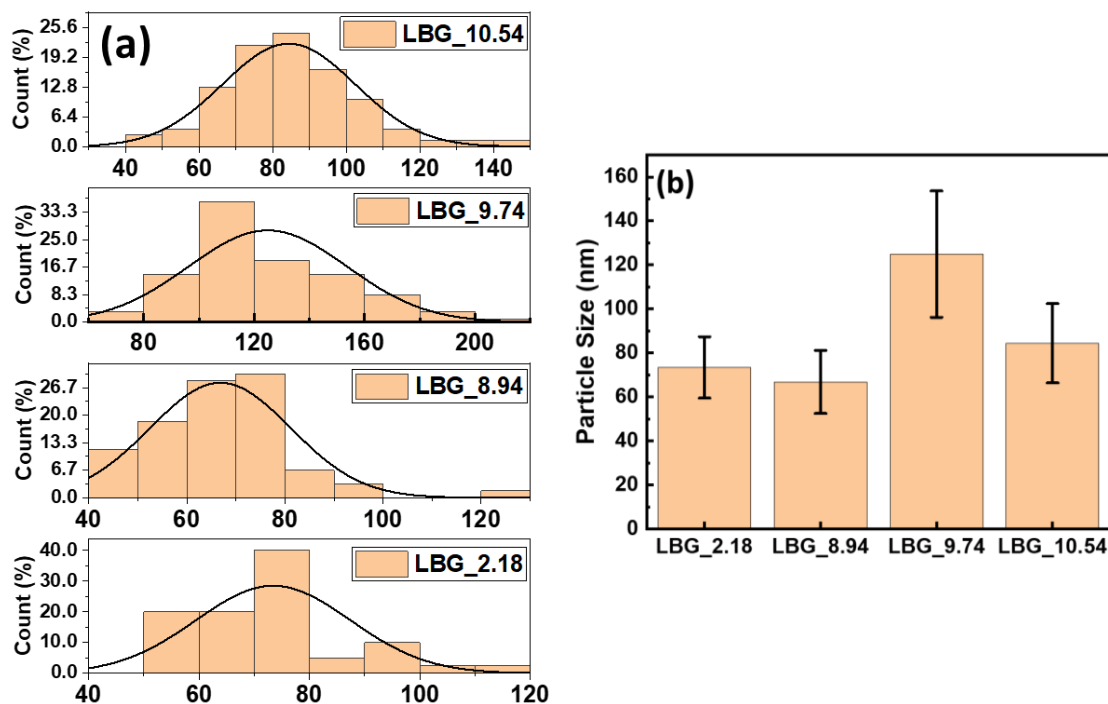 (a)
LBG_10.54
Count (%)
25.6
19.2
12.8
6.4
0.0
40 60 80 100 120 140
LBG_9.74
Count (%)
33.3
25.0
16.7
8.3
0.0
80 120 160 200
LBG_8.94
Count (%)
26.7
20.0
13.3
6.7
0.0
40 60 80 100 120
LBG_2.18
Count (%)
40.0
30.0
20.0
10.0
0.0
40 60 80 100 120
(b)
Particle Size (nm)
160
140
120
100
80
60
40
20
0
LBG_2.18 LBG_8.94 LBG_9.74 LBG_10.54